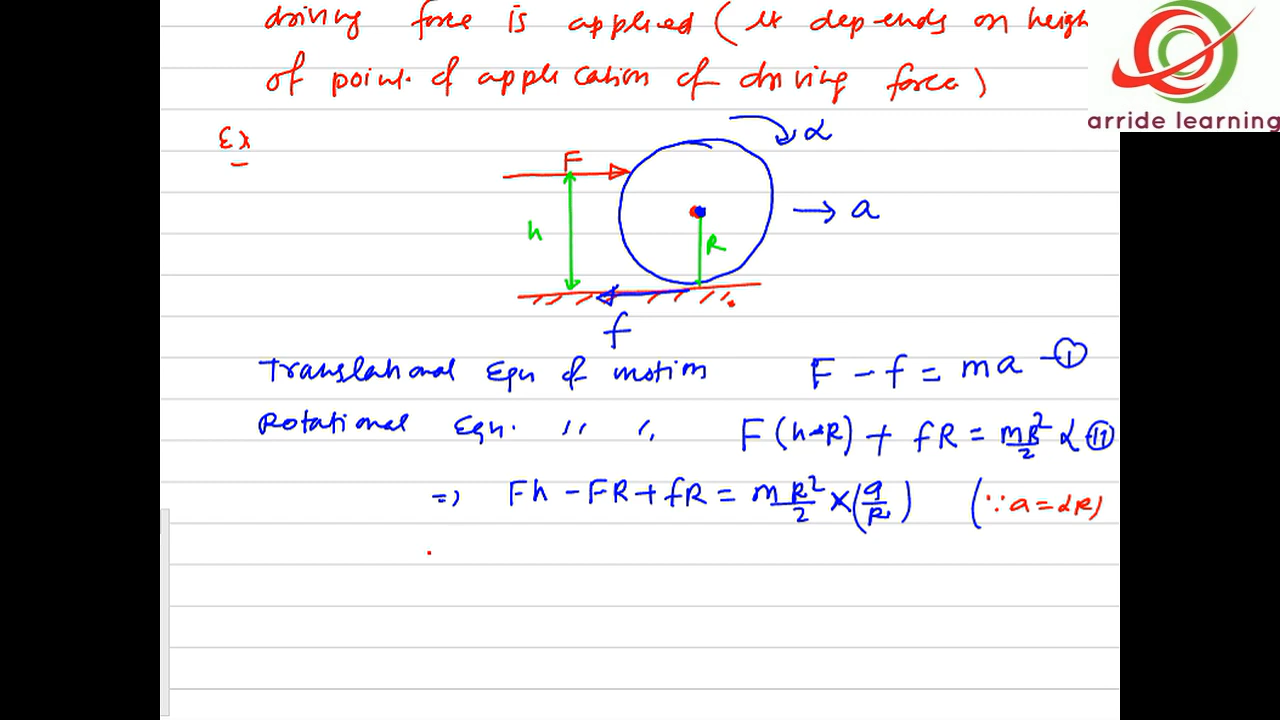 driving force is applied ( It depends on heigh
of point of application of driving force )
arride learning
Ex
α
F
a
h
R
f
Translational Eqn of motion F - f = ma - ①
Rotational Eqn. 〃 〃 F (h-R) + fR = mR²/2 α ⑪
=> Fh - FR + fR = mR²/2 × (a/R) (∵ a = αR)